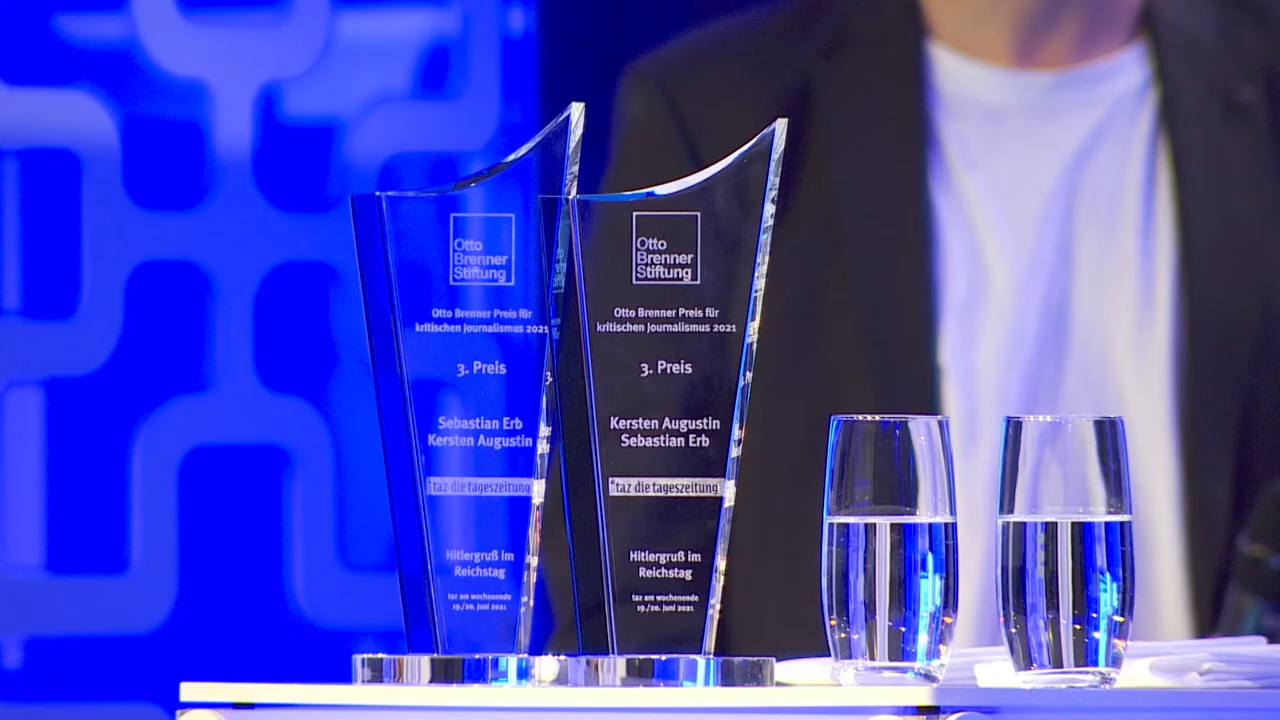 Otto
Brenner
Stiftung
Otto Brenner Preis für
kritischen Journalismus 2021
3. Preis
Sebastian Erb
Kersten Augustin
taz die tageszeitung
Hitlergruß im
Reichstag
taz am wochenende
19./20. Juni 2021
Otto
Brenner
Stiftung
Otto Brenner Preis für
kritischen Journalismus 2021
3. Preis
Kersten Augustin
Sebastian Erb
taz die tageszeitung
Hitlergruß im
Reichstag
taz am wochenende
19./20. Juni 2021